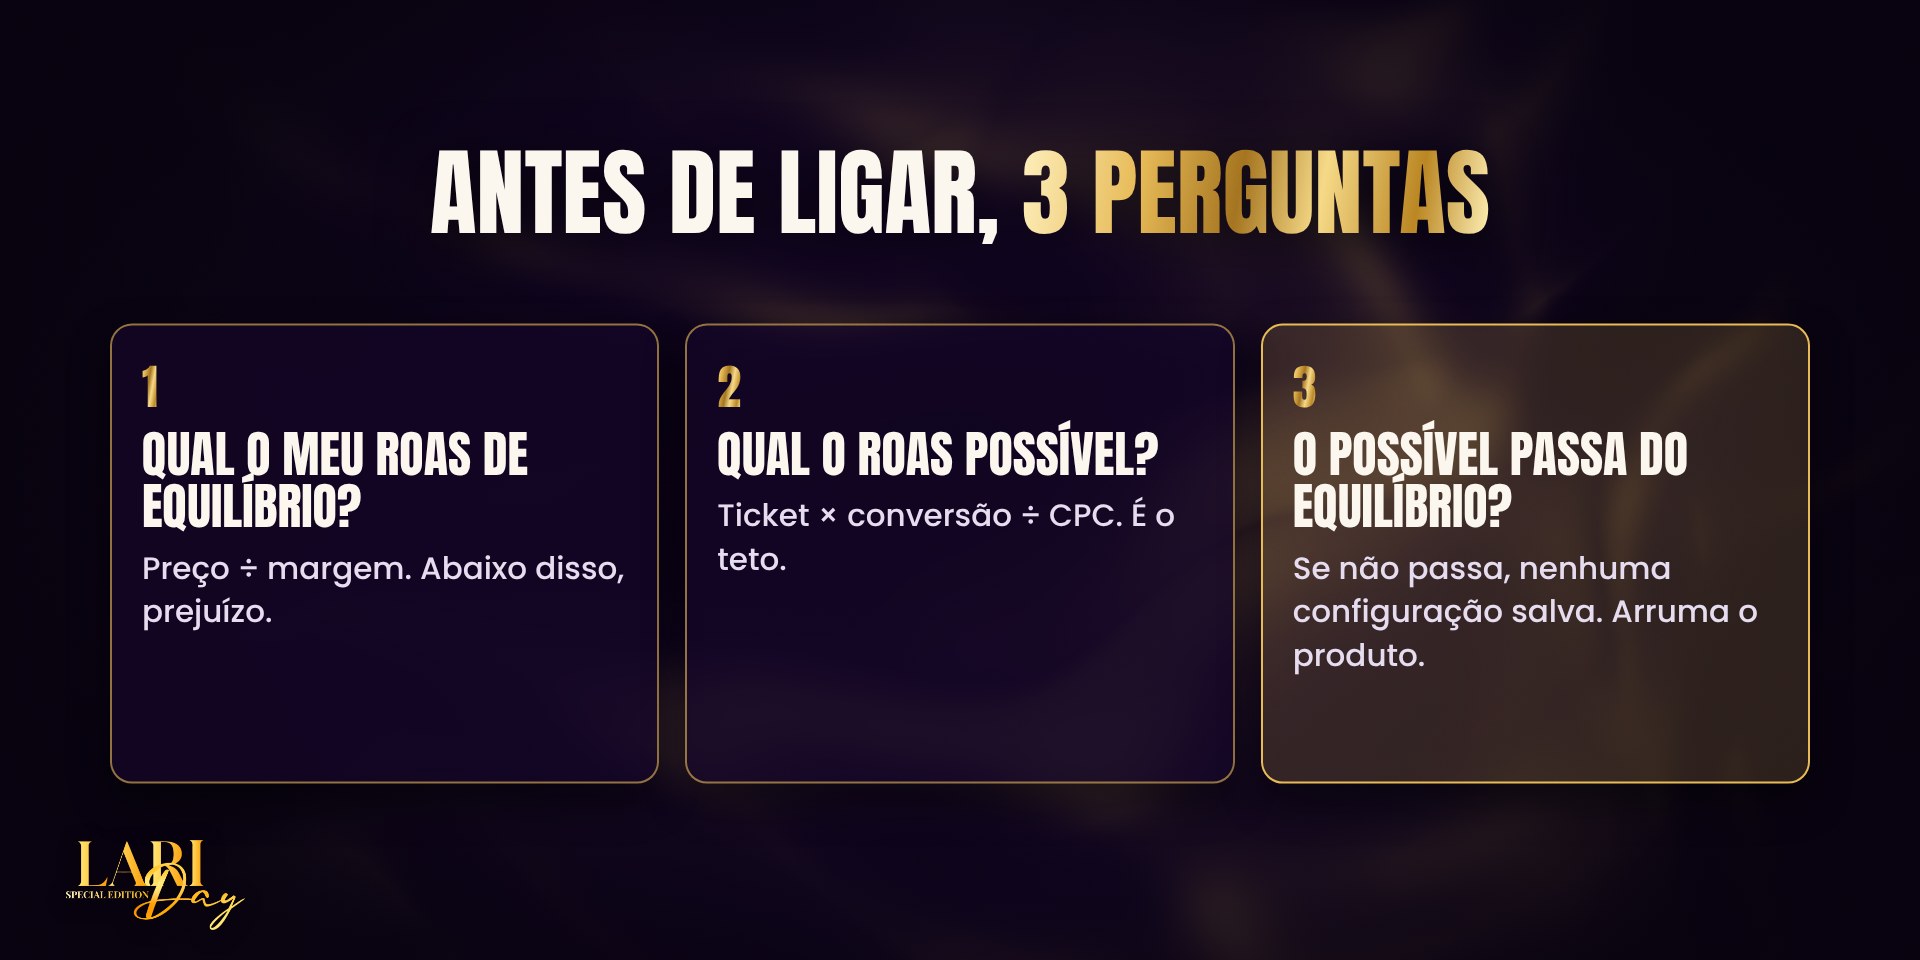 ANTES DE LIGAR, 3 PERGUNTAS
1
QUAL O MEU ROAS DE
EQUILÍBRIO?
Preço ÷ margem. Abaixo disso,
prejuízo.
2
QUAL O ROAS POSSÍVEL?
Ticket × conversão ÷ CPC. É o
teto.
3
O POSSÍVEL PASSA DO
EQUILÍBRIO?
Se não passa, nenhuma
configuração salva. Arruma o
produto.
LABI
SPECIAL EDITION Day